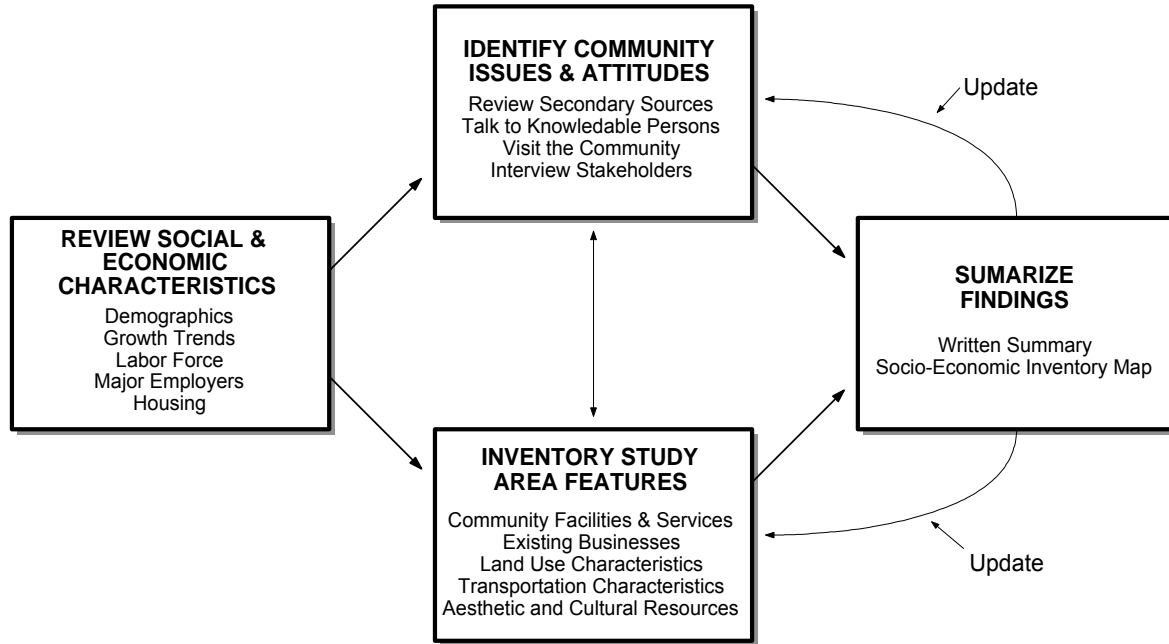 IDENTIFY COMMUNITY
ISSUES & ATTITUDES
Review Secondary Sources
Talk to Knowledable Persons
Visit the Community
Interview Stakeholders
Update
REVIEW SOCIAL &
ECONOMIC
CHARACTERISTICS
Demographics
Growth Trends
Labor Force
Major Employers
Housing
SUMARIZE
FINDINGS
Written Summary
Socio-Economic Inventory Map
INVENTORY STUDY
AREA FEATURES
Community Facilities & Services
Existing Businesses
Land Use Characteristics
Transportation Characteristics
Aesthetic and Cultural Resources
Update